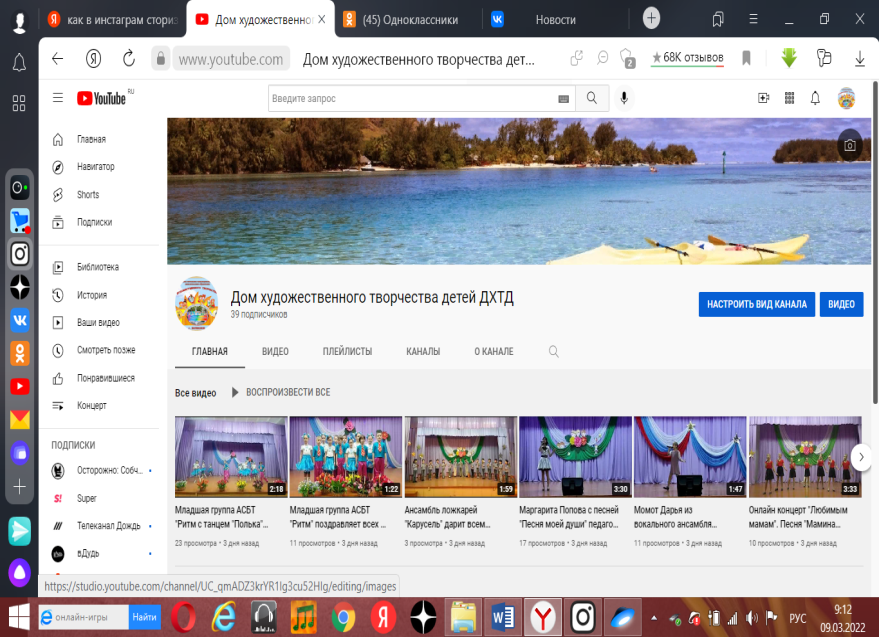 как в инстаграм сториз
Дом художественно
(45) Одноклассники
Новости
www.youtube.com
Дом художественного творчества дет...
2
★ 68К отзывов
YouTube RU
Введите запрос
Главная
Навигатор
Shorts
Подписки
Библиотека
История
Ваши видео
Смотреть позже
Понравившиеся
Концерт
ПОДПИСКИ
Осторожно: Собч...
Super
Телеканал Дождь
вДудь
Дом художественного творчества детей ДХТД
39 подписчиков
НАСТРОИТЬ ВИД КАНАЛА
ВИДЕО
ГЛАВНАЯ
ВИДЕО
ПЛЕЙЛИСТЫ
КАНАЛЫ
О КАНАЛЕ
Все видео
ВОСПРОИЗВЕСТИ ВСЕ
2:18
Младшая группа АСБТ
"Ритм с танцем "Полька"...
23 просмотра • 3 дня назад
1:22
Младшая группа АСБТ
"Ритм" поздравляет всех ...
11 просмотров • 3 дня назад
1:59
Ансамбль ложкарей
"Карусель" дарит всем...
3 просмотра • 3 дня назад
3:30
Маргарита Попова с песней
"Песня моей души" педаго...
17 просмотров • 3 дня назад
1:47
Момот Дарья из
вокального ансамбля...
11 просмотров • 3 дня назад
3:33
Онлайн концерт "Любимым
мамам". Песня "Мамина...
10 просмотров • 3 дня назад
https://studio.youtube.com/channel/UC_qmADZ3krYR1Ig3cu52HIg/editing/images
онлайн-игры
Найти
РУС
9:12
09.03.2022